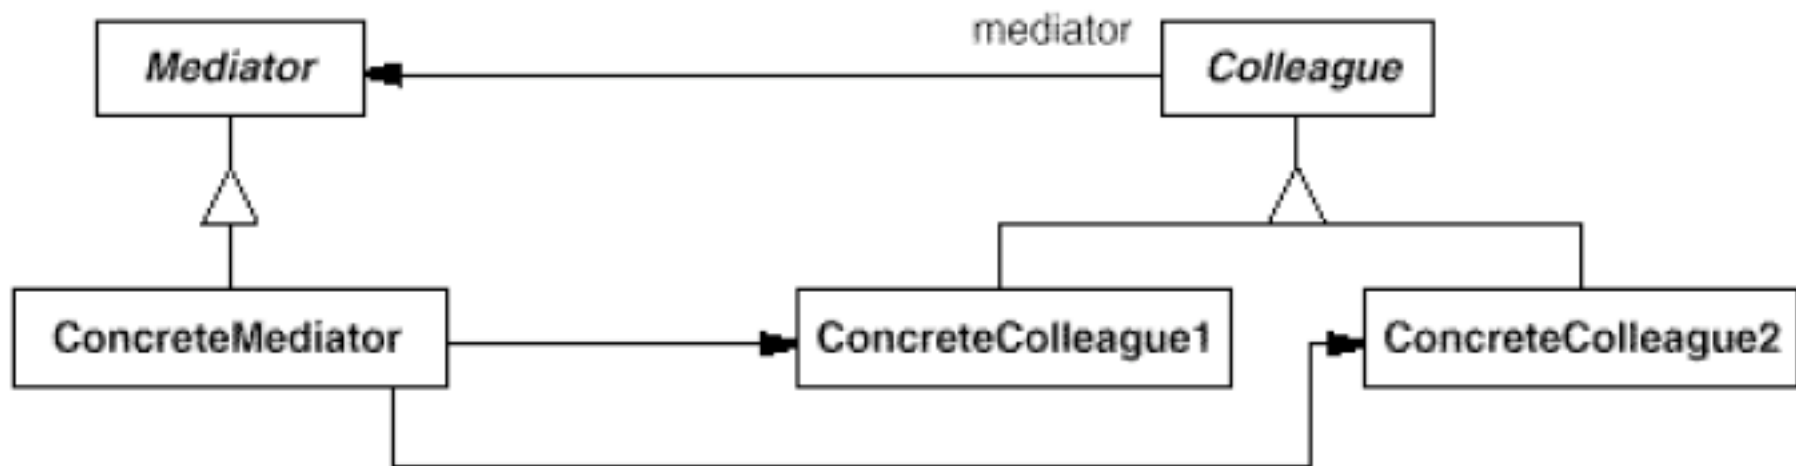 mediator
Mediator
Colleague
ConcreteMediator
ConcreteColleague1
ConcreteColleague2